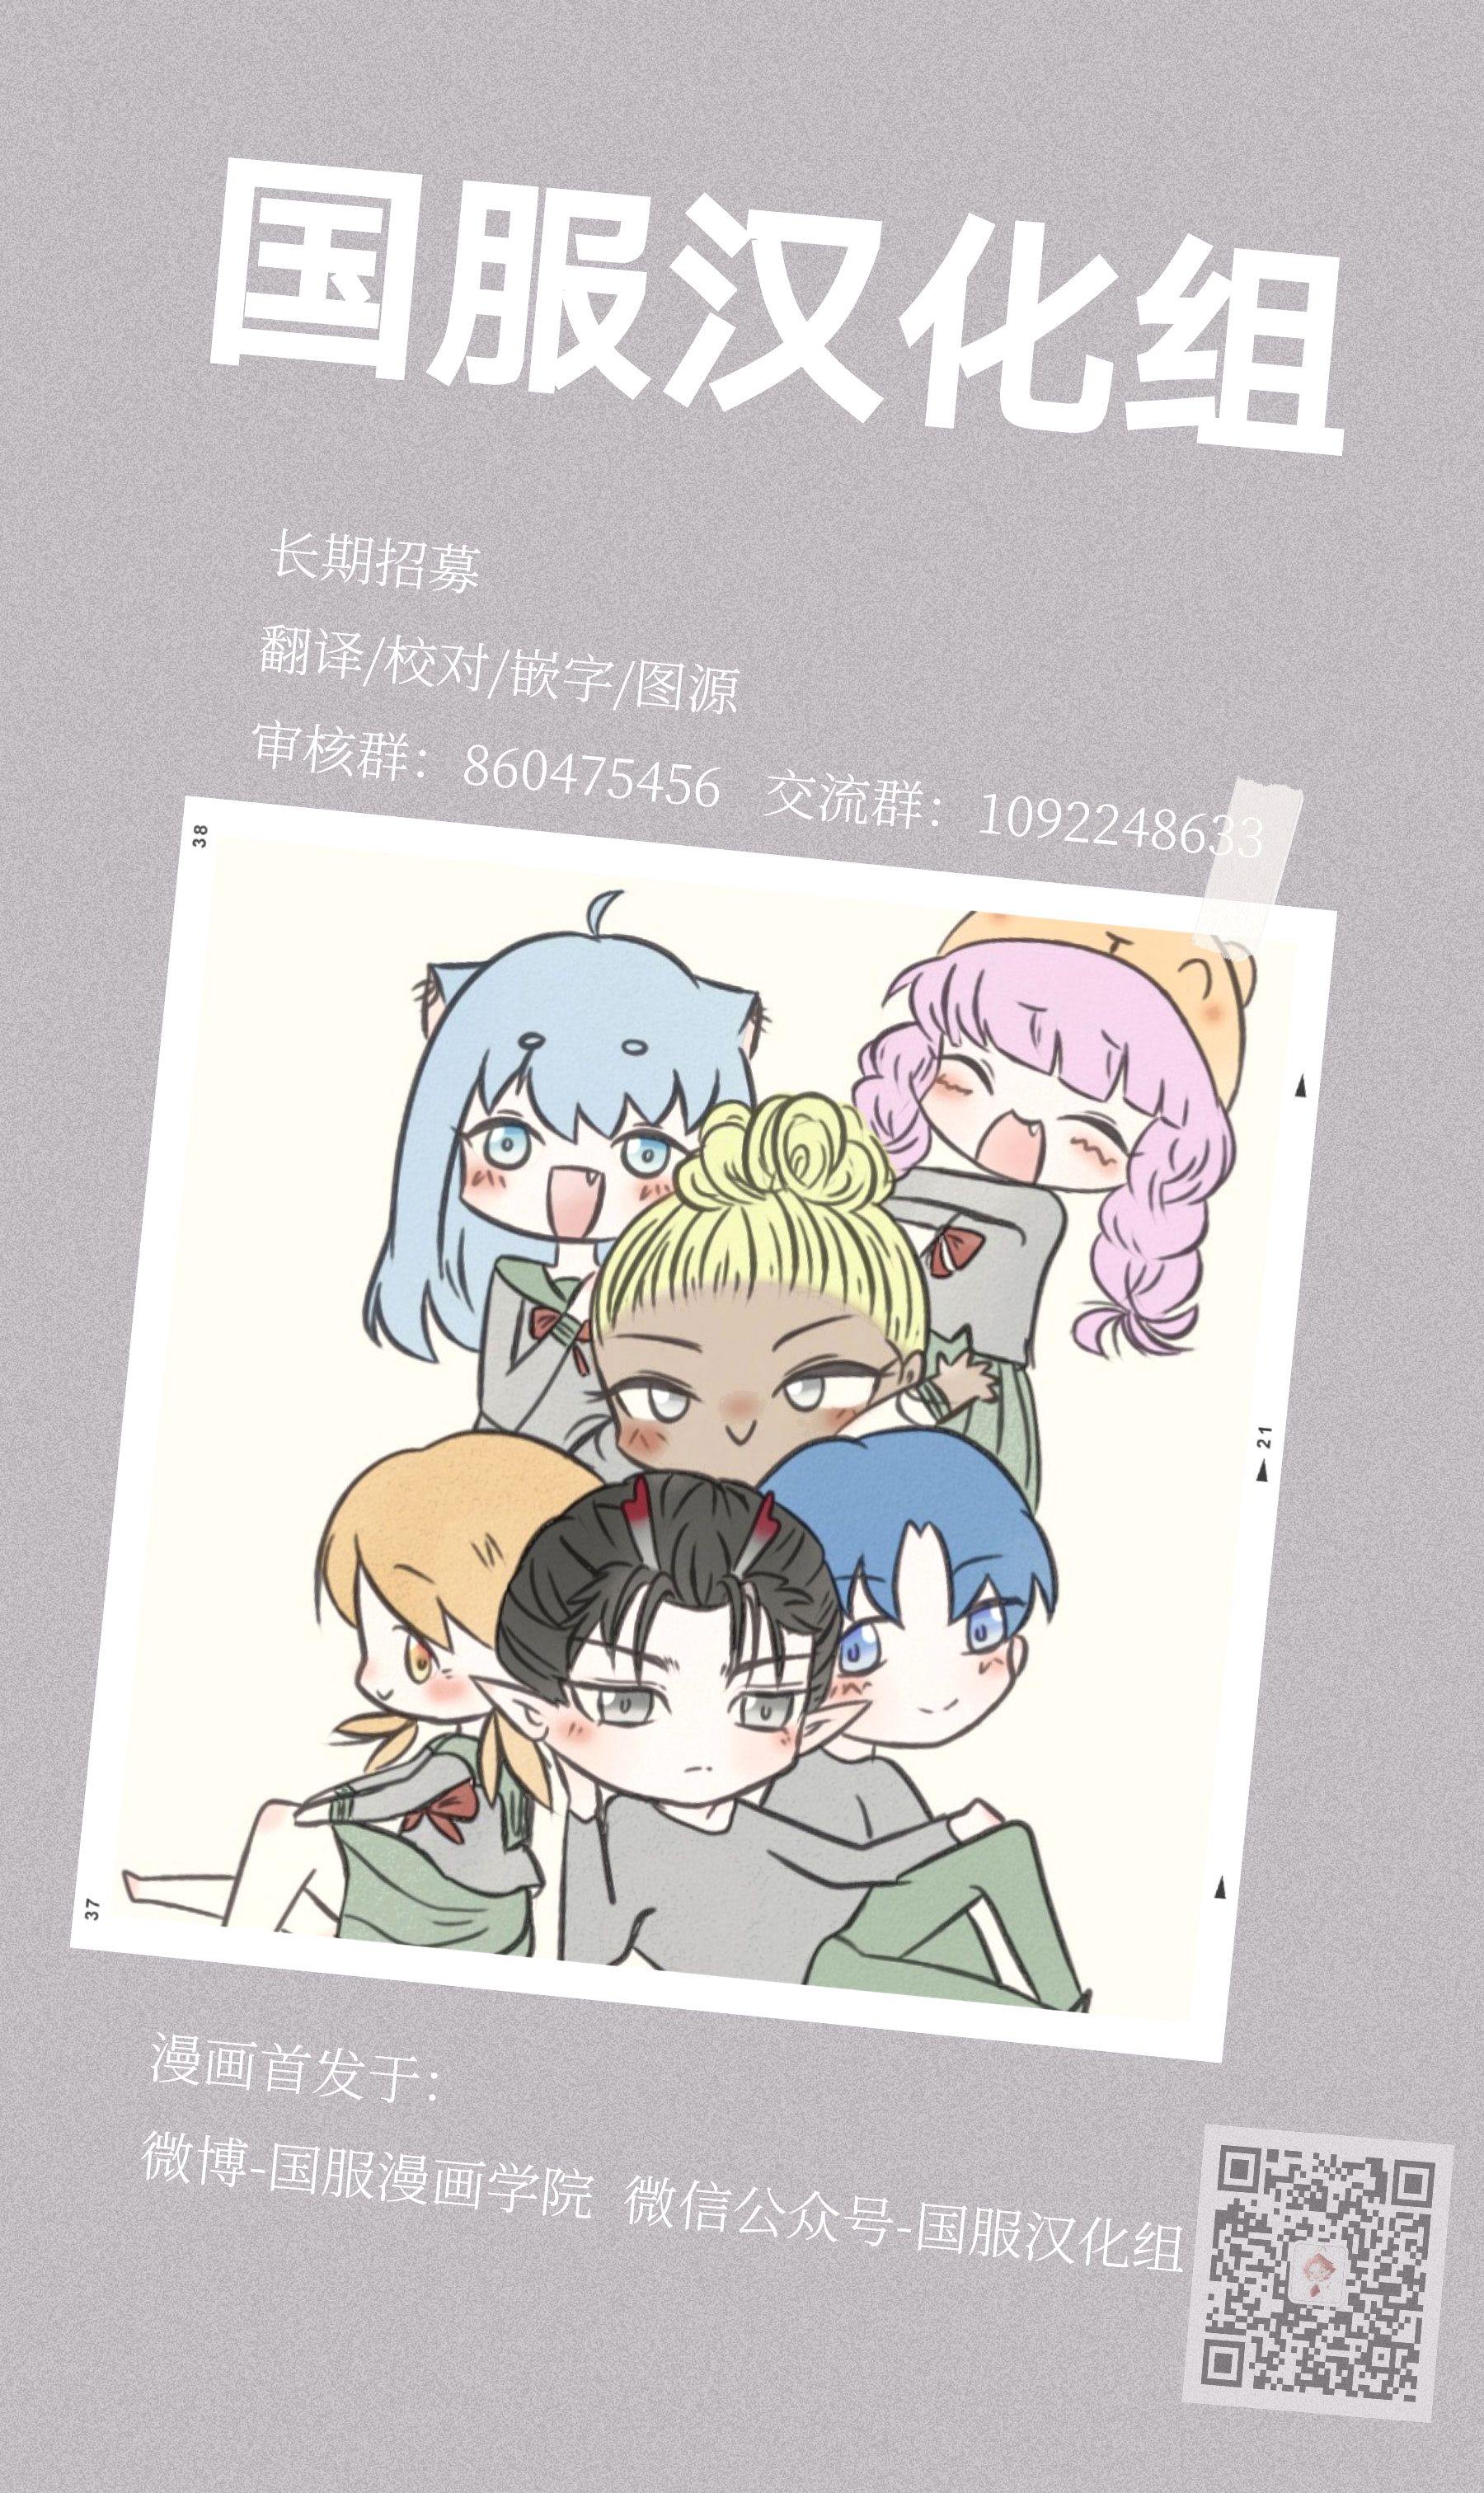 国服汉化组
长期招募
翻译/校对/嵌字/图源
审核群：860475456 交流群：1092248633
38
21
37
漫画首发于：
微博-国服漫画学院 微信公众号-国服汉化组